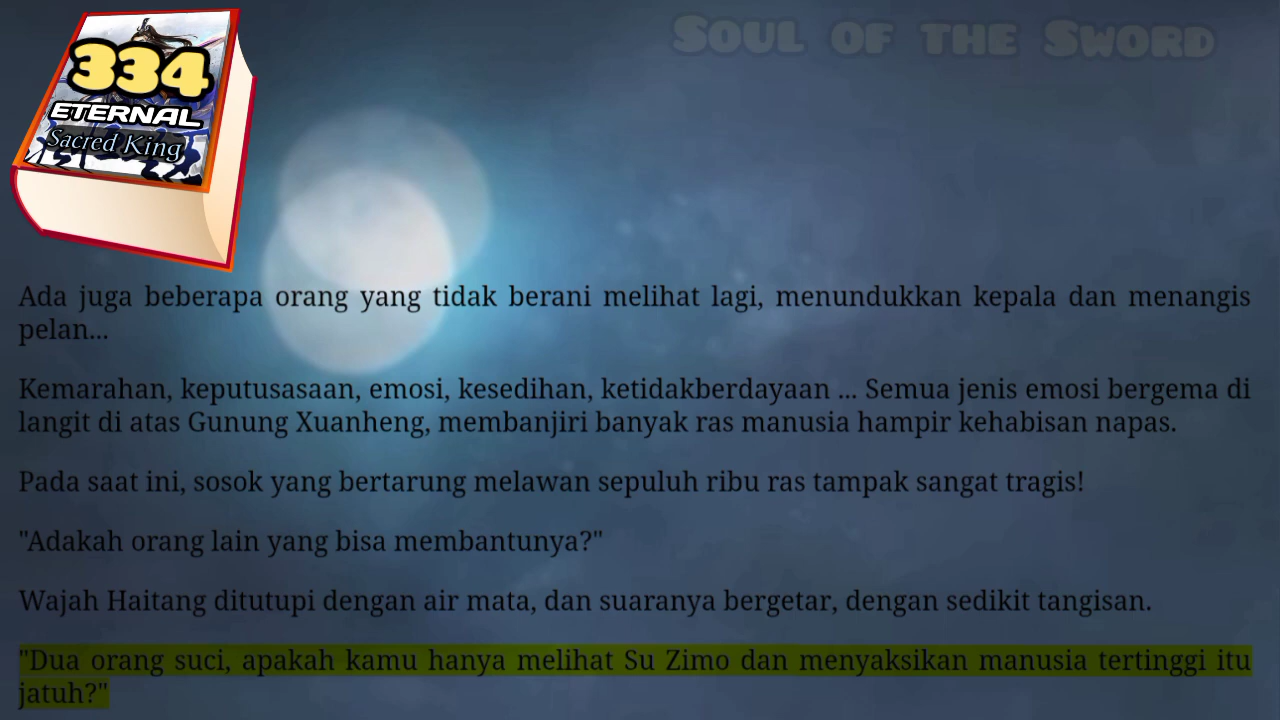 Soul of the Sword
334
ETERNAL
Sacred King
Ada juga beberapa orang yang tidak berani melihat lagi, menundukkan kepala dan menangis
pelan...
Kemarahan, keputusasaan, emosi, kesedihan, ketidakberdayaan ... Semua jenis emosi bergema di
langit di atas Gunung Xuanheng, membanjiri banyak ras manusia hampir kehabisan napas.
Pada saat ini, sosok yang bertarung melawan sepuluh ribu ras tampak sangat tragis!
"Adakah orang lain yang bisa membantunya?"
Wajah Haitang ditutupi dengan air mata, dan suaranya bergetar, dengan sedikit tangisan.
"Dua orang suci, apakah kamu hanya melihat Su Zimo dan menyaksikan manusia tertinggi itu
jatuh?"